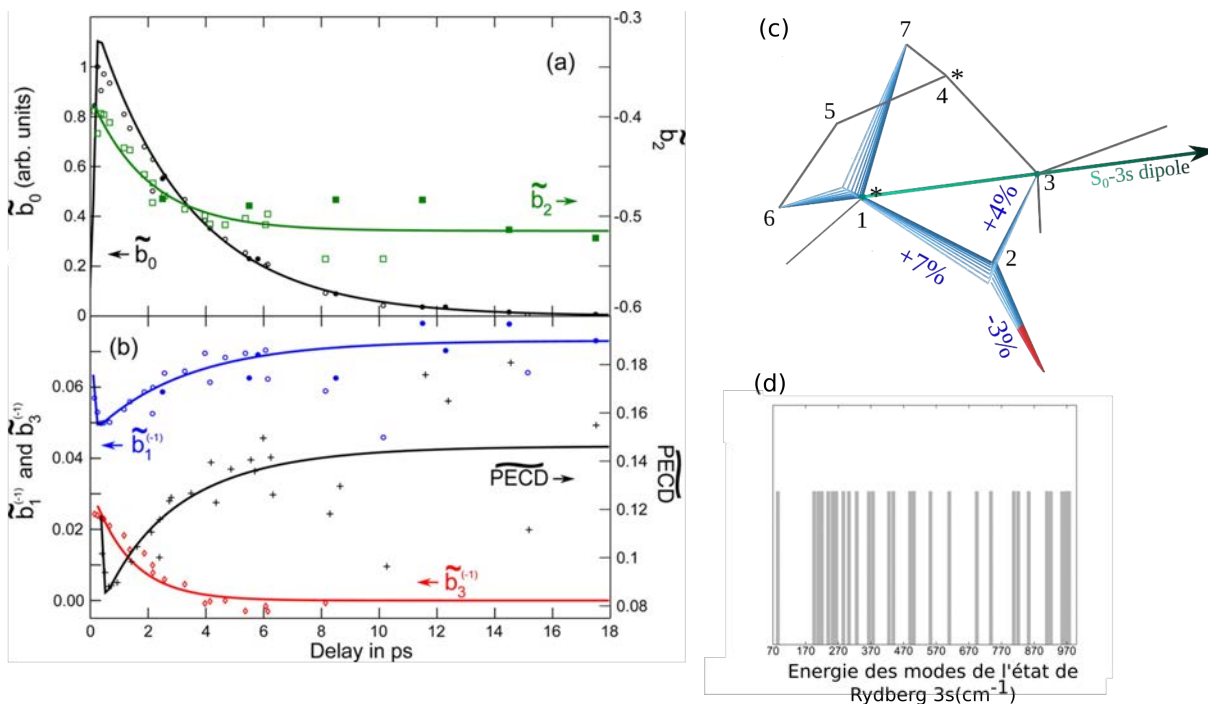 (a)
b̃₀ (arb. units)
1
0.8
0.6
0.4
0.2
0
-0.3
-0.4
-0.5
-0.6
b̃₂
b̃₂ →
← b̃₀
(b)
b̃₁⁽⁻¹⁾ and b̃₃⁽⁻¹⁾
0.06
0.04
0.02
0.00
0.18
0.16
0.14
0.12
0.1
0.08
PECD
← b̃₁⁽⁻¹⁾
PECD →
← b̃₃⁽⁻¹⁾
0 2 4 6 8 10 12 14 16 18
Delay in ps
(c)
7
*
4
5
3
S₀-3s dipole
+4%
*
6
1
2
+7%
-3%
(d)
70 170 270 370 470 570 670 770 870 970
Energie des modes de l'état de
Rydberg 3s(cm⁻¹)